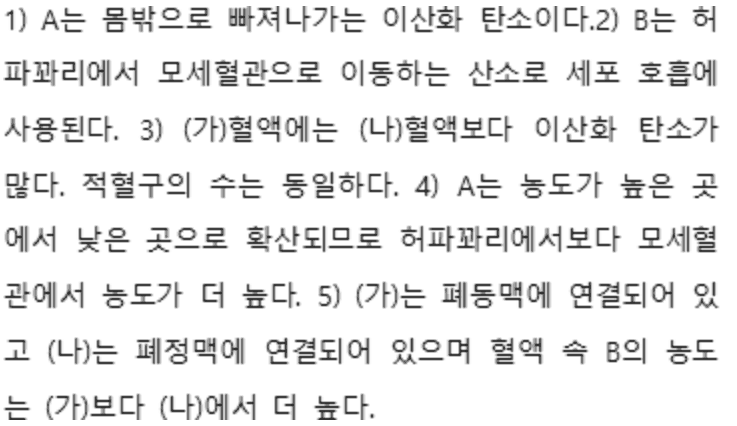 1) A는 몸밖으로 빠져나가는 이산화 탄소이다.2) B는 허
파꽈리에서 모세혈관으로 이동하는 산소로 세포 호흡에
사용된다. 3) (가)혈액에는 (나)혈액보다 이산화 탄소가
많다. 적혈구의 수는 동일하다. 4) A는 농도가 높은 곳
에서 낮은 곳으로 확산되므로 허파꽈리에서보다 모세혈
관에서 농도가 더 높다. 5) (가)는 폐동맥에 연결되어 있
고 (나)는 폐정맥에 연결되어 있으며 혈액 속 B의 농도
는 (가)보다 (나)에서 더 높다.